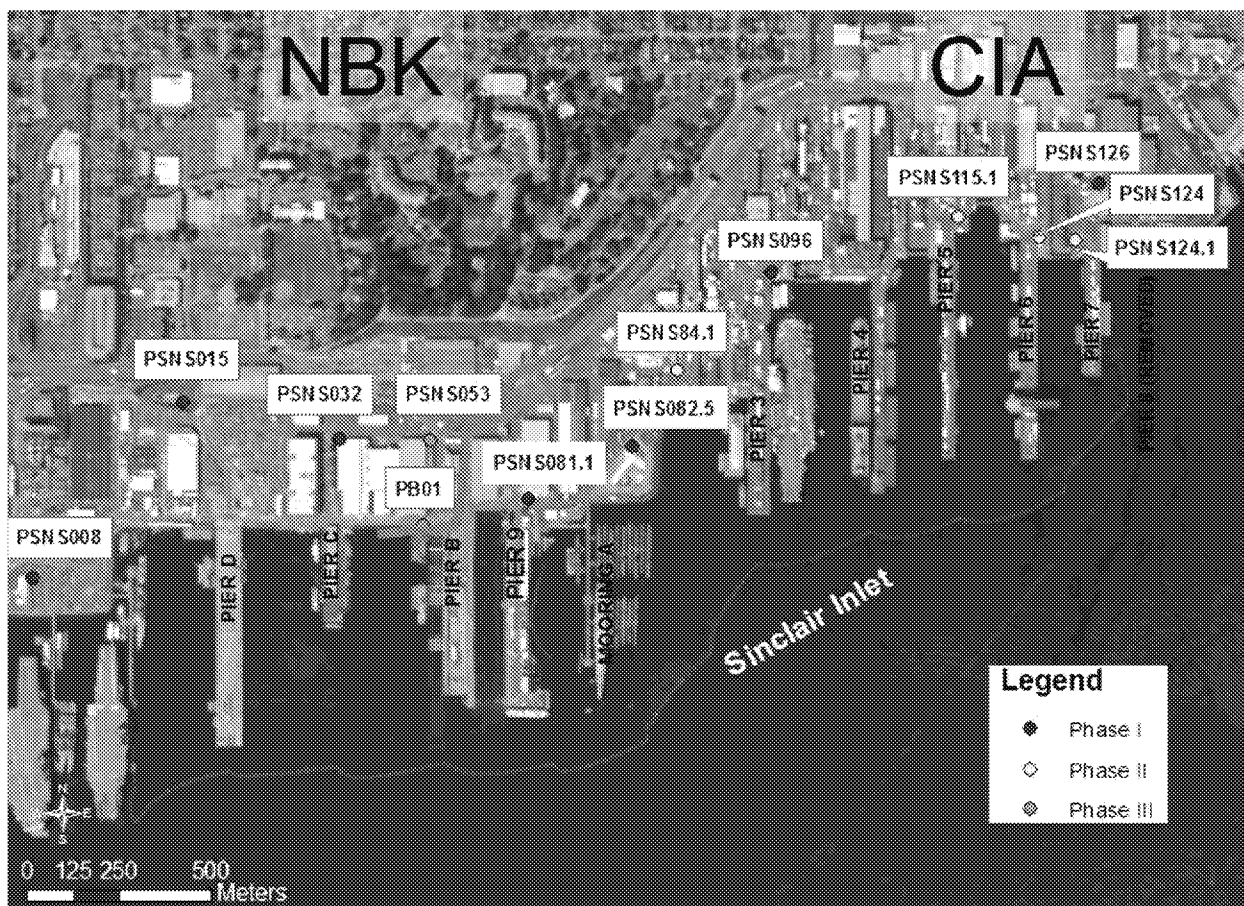 NBK
CIA
PSNS126
PSNS115.1
PSNS124
PSNS096
PSNS124.1
PIER 5
PIER 6
PIER 7
PSNS84.1
PIER 4
PSNS015
PSNS032
PSNS053
PSNS082.5
PIER 3
PSNS081.1
PB01
PSNS008
PIER D
PIER C
PIER B
PIER 9
MOORING A
Sinclair Inlet
Legend
Phase I
Phase II
Phase III
N
E
S
0 125 250 500
Meters